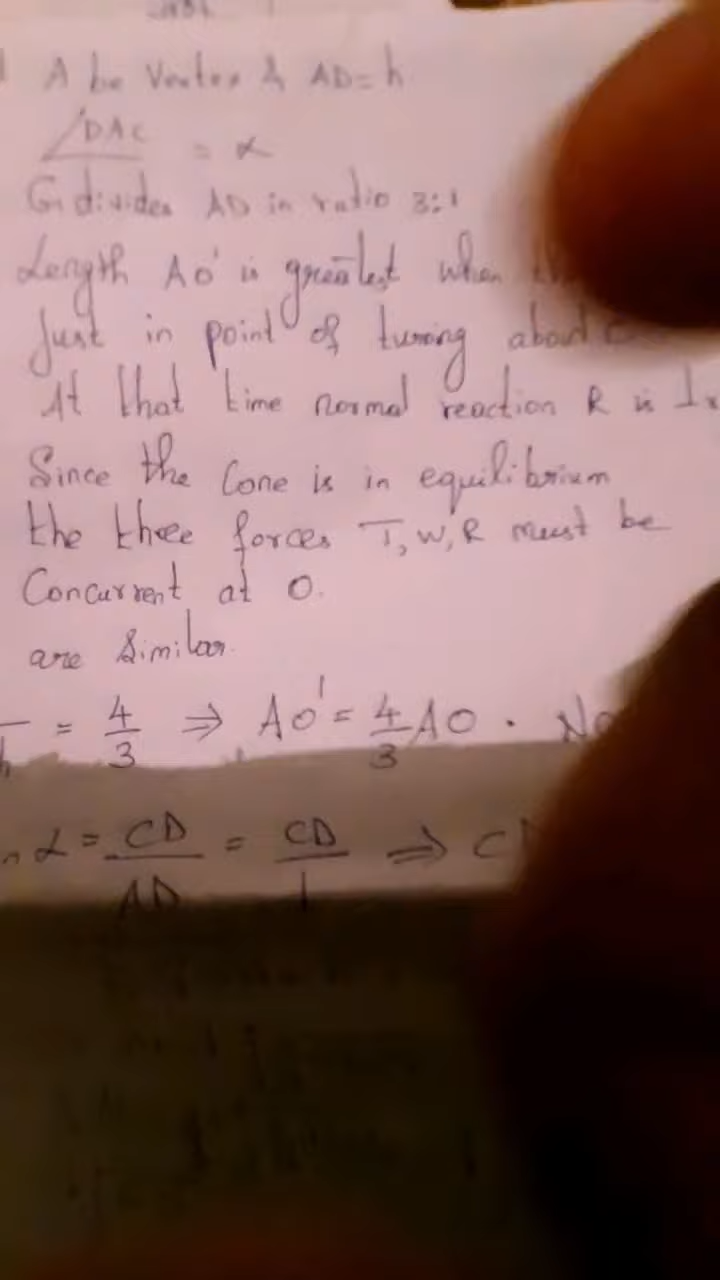 A be Vertex & AD = h
∠DAC = α
G divides AD in ratio 3:1
Length AO' is greatest when
Just in point of turning about
At that time normal reaction R is
Since the Cone is in equilibrium
the three forces T, W, R must be
Concurrent at O.
are Similar.
= 4/3 ⇒ AO' = 4/3 AO .
α = CD/AD = CD/ ⇒